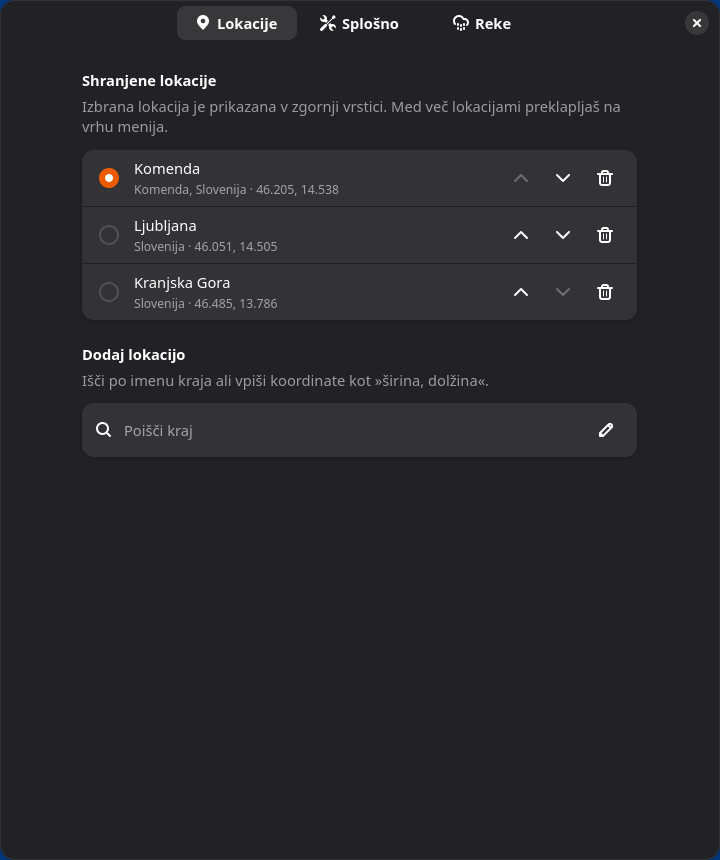 Lokacije
Splošno
Reke
Shranjene lokacije
Izbrana lokacija je prikazana v zgornji vrstici. Med več lokacijami preklapljaš na
vrhu menija.
Komenda
Komenda, Slovenija · 46.205, 14.538
Ljubljana
Slovenija · 46.051, 14.505
Kranjska Gora
Slovenija · 46.485, 13.786
Dodaj lokacijo
Išči po imenu kraja ali vpiši koordinate kot »širina, dolžina«.
Poišči kraj